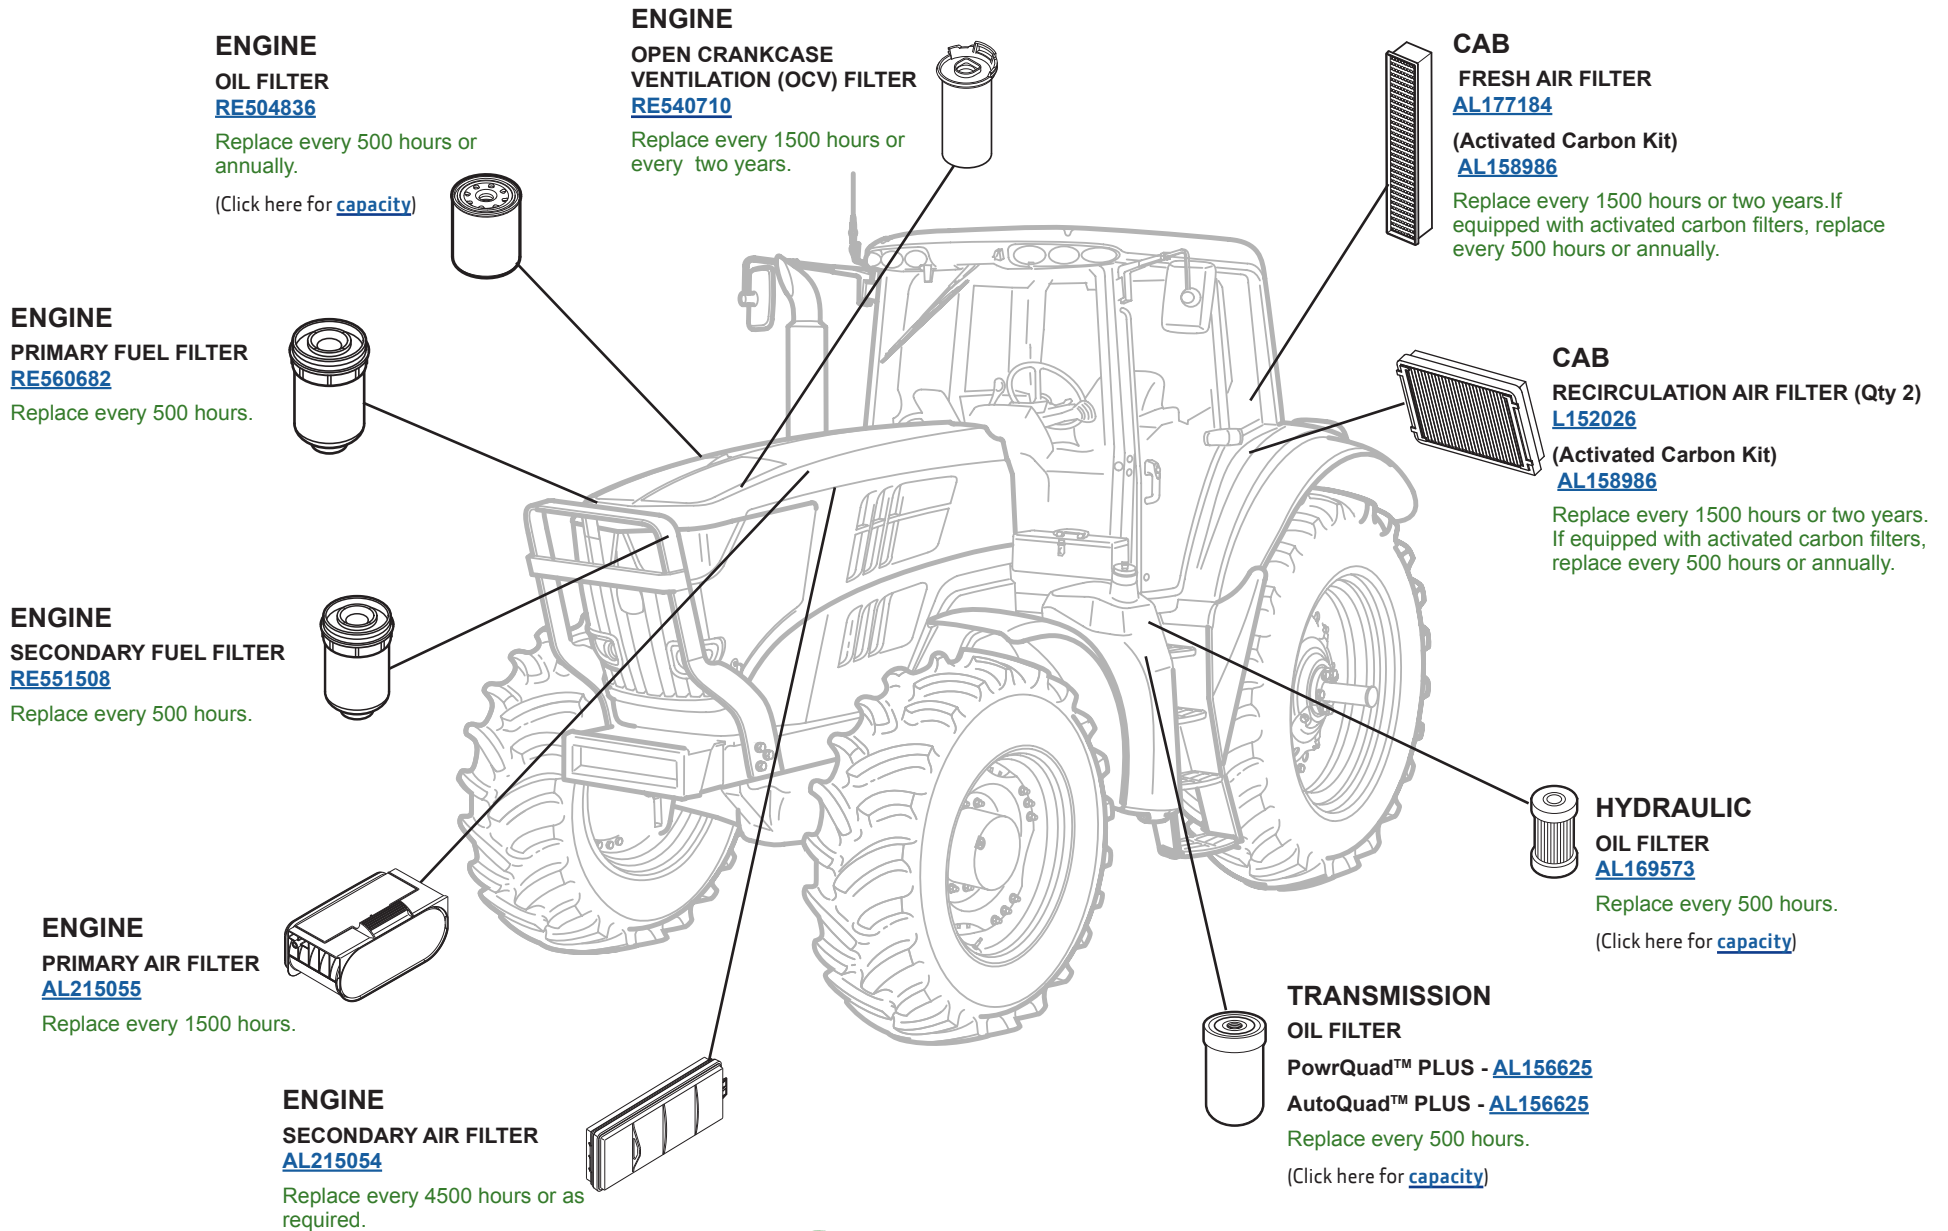 ENGINE
OIL FILTER
RE504836
Replace every 500 hours or
annually.
(Click here for capacity)
ENGINE
OPEN CRANKCASE
VENTILATION (OCV) FILTER
RE540710
Replace every 1500 hours or
every two years.
CAB
FRESH AIR FILTER
AL177184
(Activated Carbon Kit)
AL158986
Replace every 1500 hours or two years.If
equipped with activated carbon filters, replace
every 500 hours or annually.
ENGINE
PRIMARY FUEL FILTER
RE560682
Replace every 500 hours.
CAB
RECIRCULATION AIR FILTER (Qty 2)
L152026
(Activated Carbon Kit)
AL158986
Replace every 1500 hours or two years.
If equipped with activated carbon filters,
replace every 500 hours or annually.
ENGINE
SECONDARY FUEL FILTER
RE551508
Replace every 500 hours.
HYDRAULIC
OIL FILTER
AL169573
Replace every 500 hours.
(Click here for capacity)
ENGINE
PRIMARY AIR FILTER
AL215055
Replace every 1500 hours.
TRANSMISSION
OIL FILTER
PowrQuad™ PLUS - AL156625
AutoQuad™ PLUS - AL156625
Replace every 500 hours.
(Click here for capacity)
ENGINE
SECONDARY AIR FILTER
AL215054
Replace every 4500 hours or as
required.